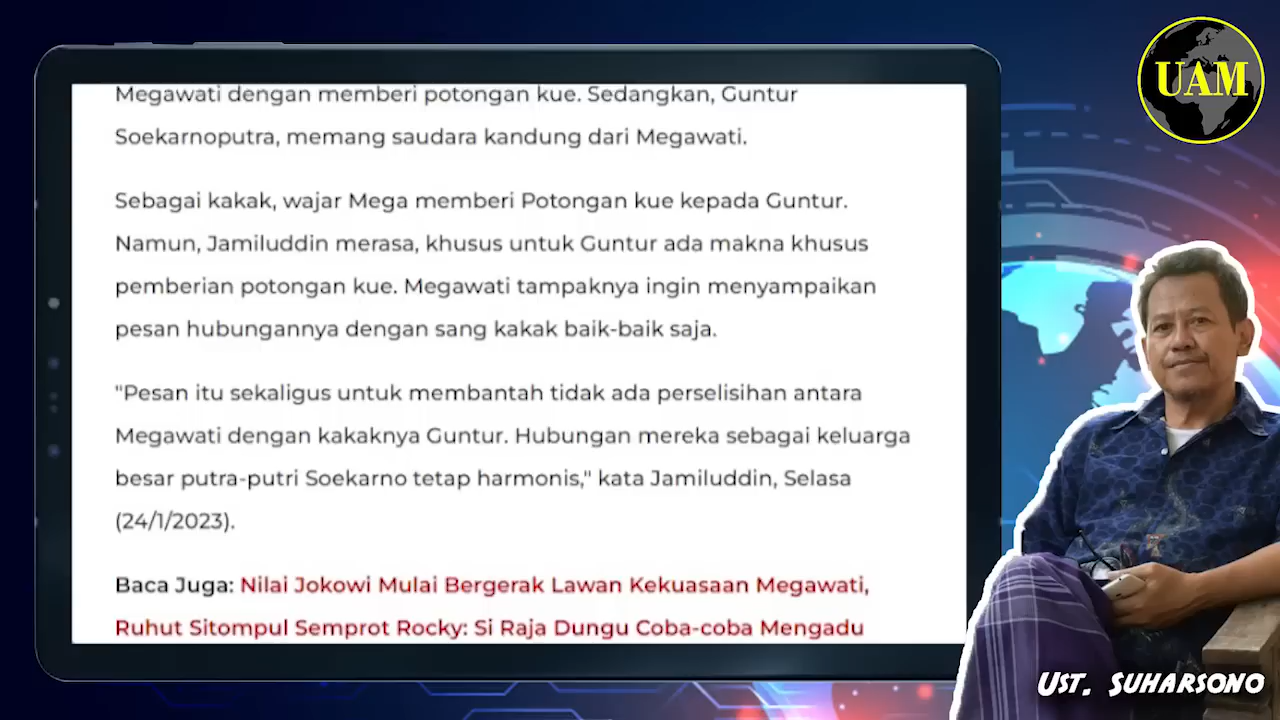 Megawati dengan memberi potongan kue. Sedangkan, Guntur
Soekarnoputra, memang saudara kandung dari Megawati.
Sebagai kakak, wajar Mega memberi Potongan kue kepada Guntur.
Namun, Jamiluddin merasa, khusus untuk Guntur ada makna khusus
pemberian potongan kue. Megawati tampaknya ingin menyampaikan
pesan hubungannya dengan sang kakak baik-baik saja.
"Pesan itu sekaligus untuk membantah tidak ada perselisihan antara
Megawati dengan kakaknya Guntur. Hubungan mereka sebagai keluarga
besar putra-putri Soekarno tetap harmonis," kata Jamiluddin, Selasa
(24/1/2023).
Baca Juga: Nilai Jokowi Mulai Bergerak Lawan Kekuasaan Megawati,
Ruhut Sitompul Semprot Rocky: Si Raja Dungu Coba-coba Mengadu
UAM
Ust. Suharsono